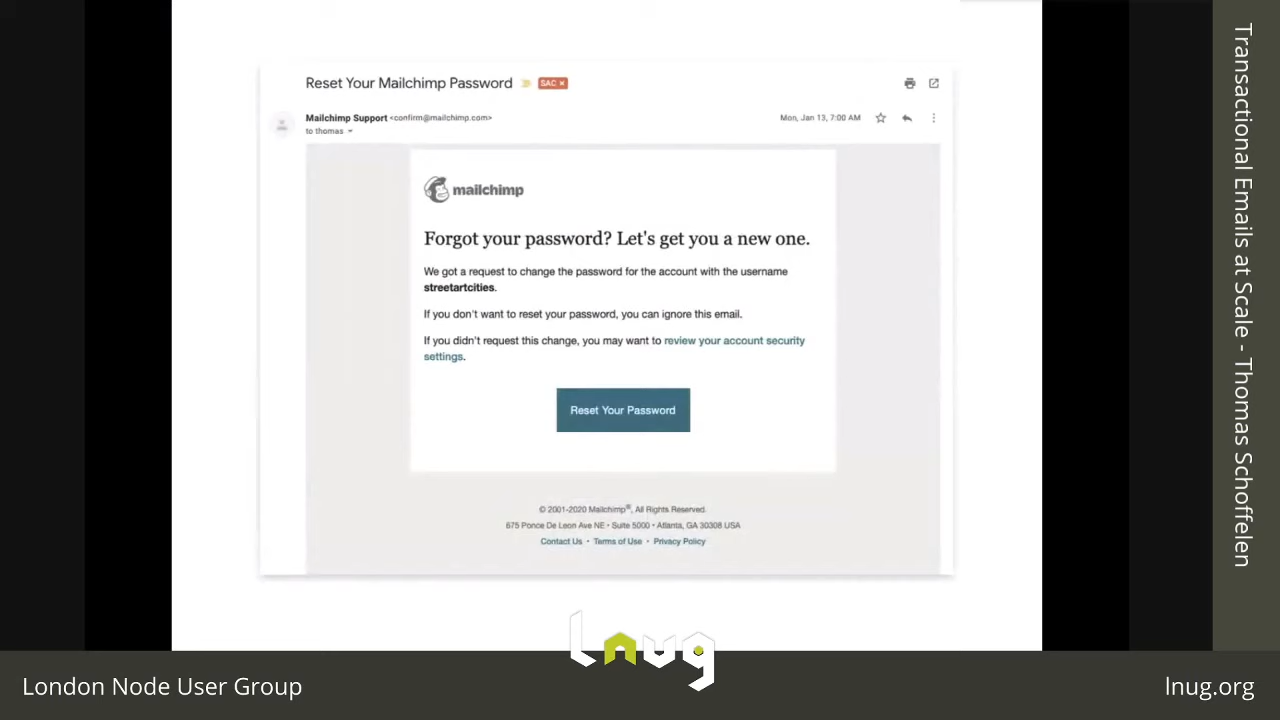 Reset Your Mailchimp Password
SAC x
Mailchimp Support <confirm@mailchimp.com>
Mon, Jan 13, 7:00 AM
to thomas
mailchimp
Forgot your password? Let's get you a new one.
We got a request to change the password for the account with the username
streetartcities.
If you don't want to reset your password, you can ignore this email.
If you didn't request this change, you may want to review your account security
settings.
Reset Your Password
© 2001-2020 Mailchimp®, All Rights Reserved.
675 Ponce De Leon Ave NE • Suite 5000 • Atlanta, GA 30308 USA
Contact Us • Terms of Use • Privacy Policy
Transactional Emails at Scale - Thomas Schoffelen
lnug
London Node User Group
lnug.org